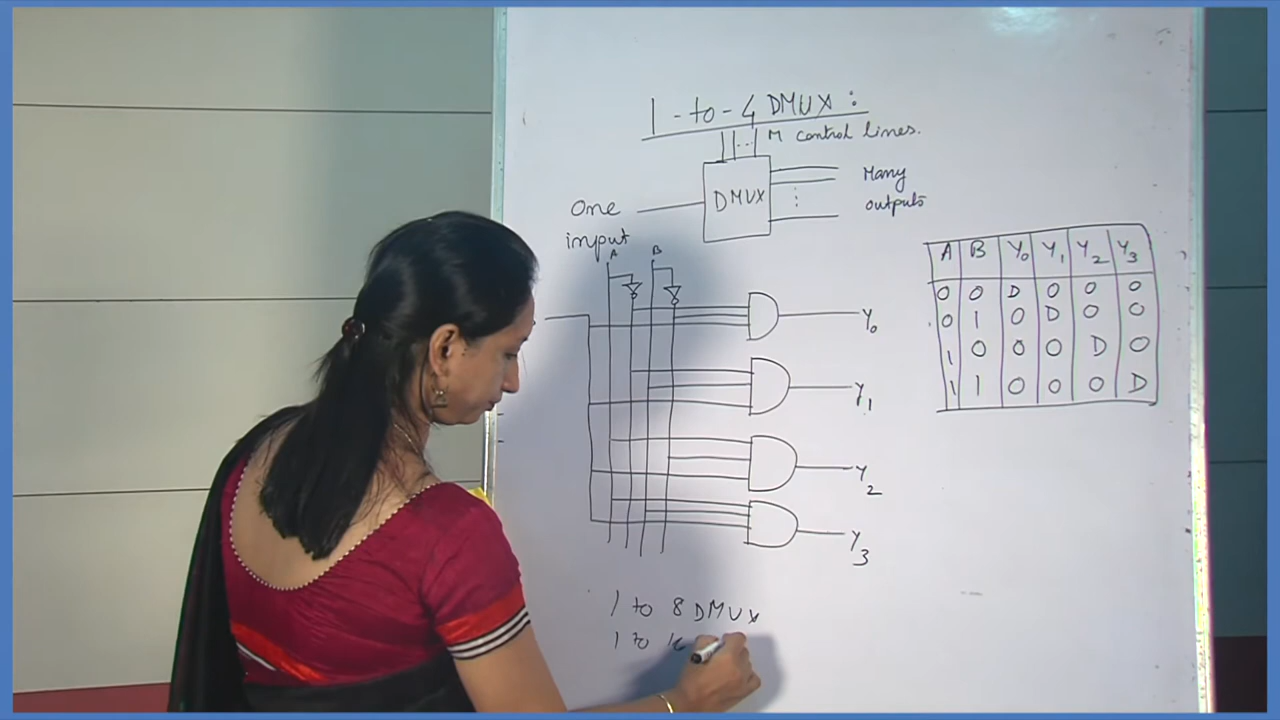 1 - to - 4 DMUX :
M control lines.
DMUX
Many
outputs
One
input
A B
Y0
Y1
Y2
Y3
A B Y0 Y1 Y2 Y3
0 0 D 0 0 0
0 1 0 D 0 0
1 0 0 0 D 0
1 1 0 0 0 D
1 to 8 DMUX
1 to